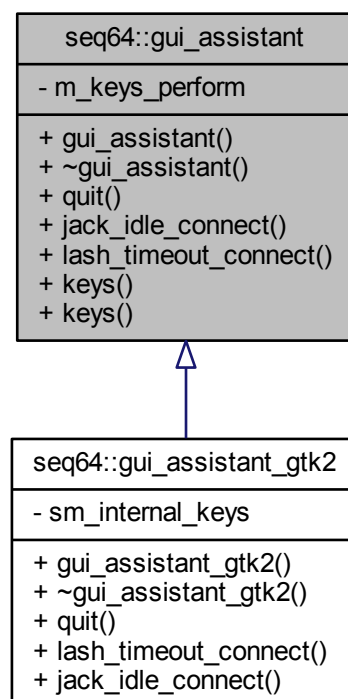 seq64::gui_assistant
- m_keys_perform
+ gui_assistant()
+ ~gui_assistant()
+ quit()
+ jack_idle_connect()
+ lash_timeout_connect()
+ keys()
+ keys()
seq64::gui_assistant_gtk2
- sm_internal_keys
+ gui_assistant_gtk2()
+ ~gui_assistant_gtk2()
+ quit()
+ lash_timeout_connect()
+ jack_idle_connect()